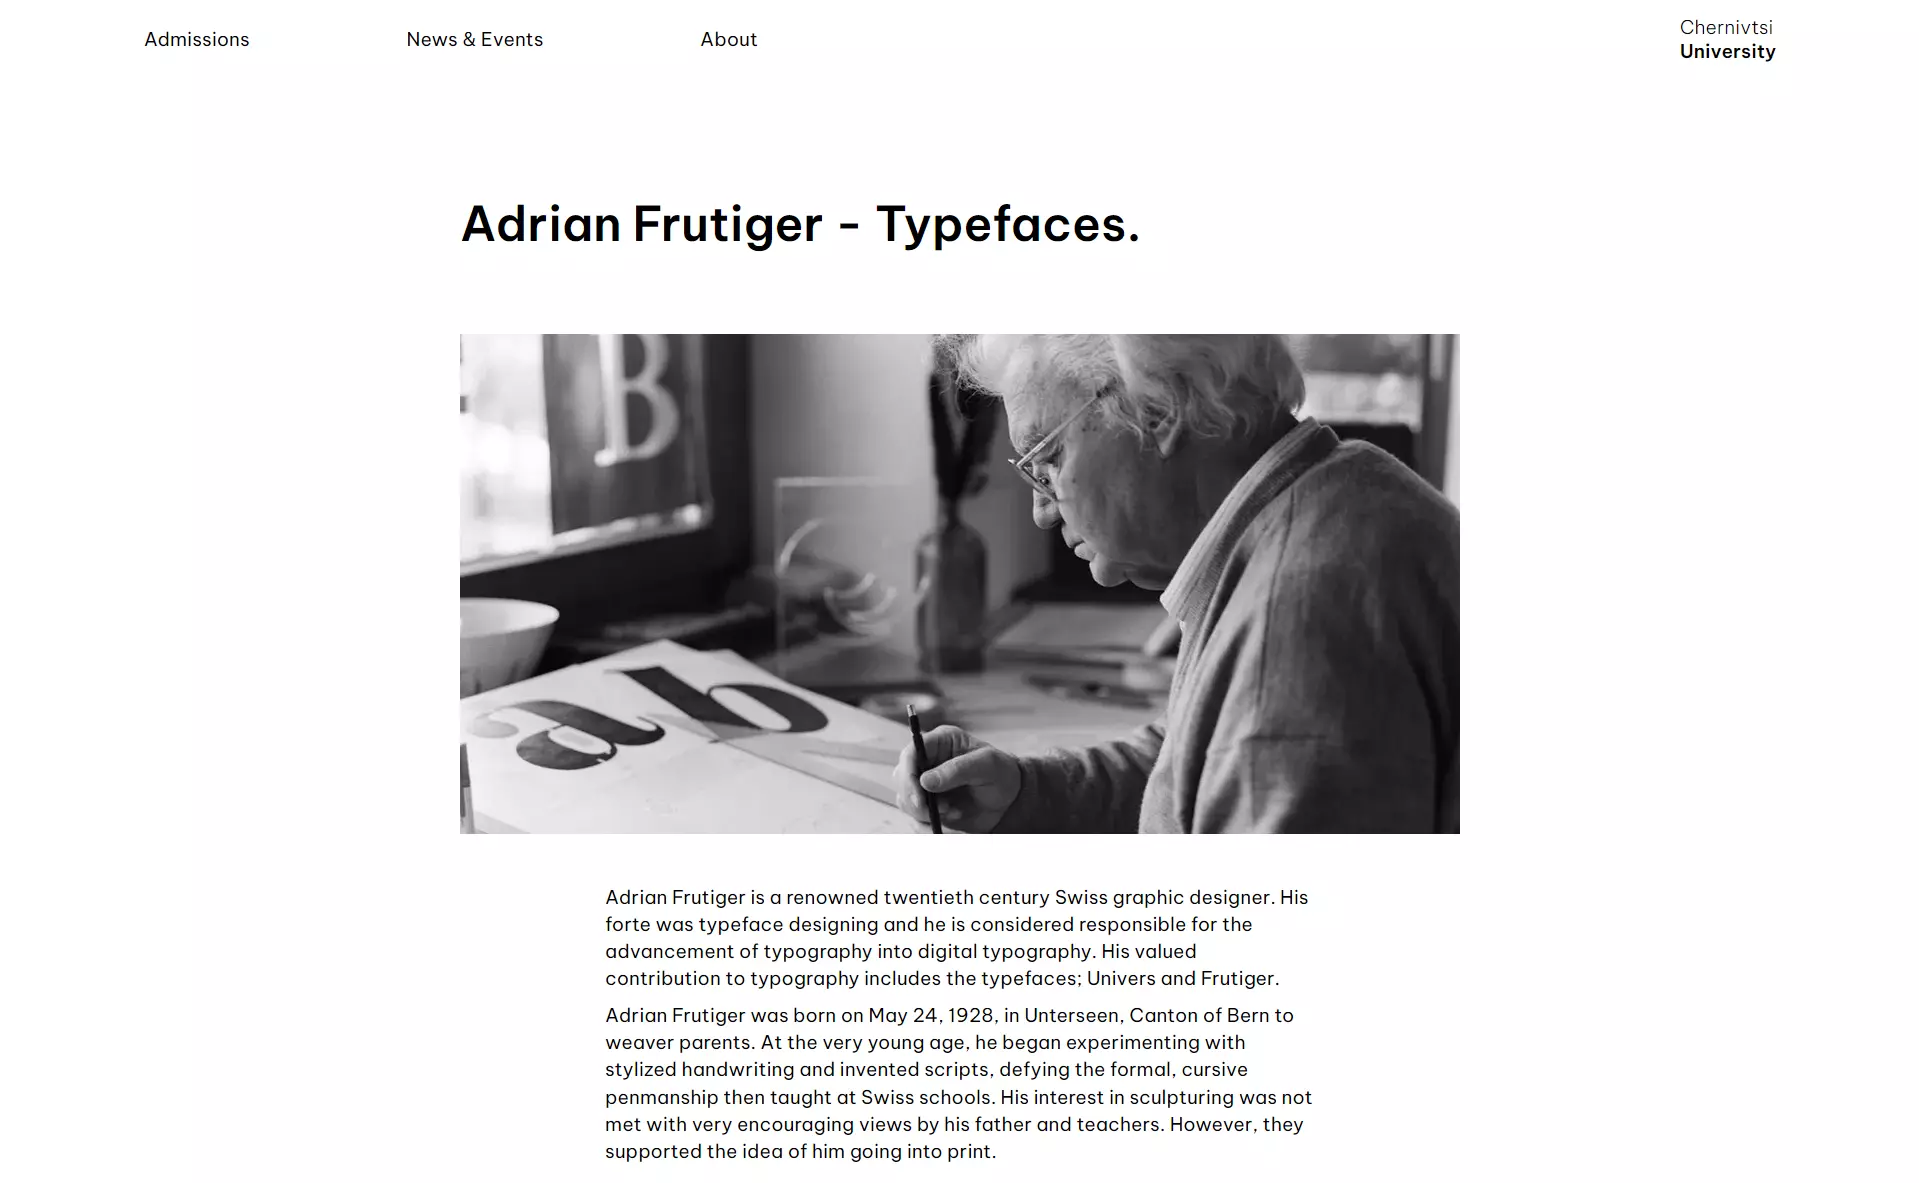 Admissions
News & Events
About
Chernivtsi
University
Adrian Frutiger - Typefaces.
B
ab
Adrian Frutiger is a renowned twentieth century Swiss graphic designer. His
forte was typeface designing and he is considered responsible for the
advancement of typography into digital typography. His valued
contribution to typography includes the typefaces; Univers and Frutiger.
Adrian Frutiger was born on May 24, 1928, in Unterseen, Canton of Bern to
weaver parents. At the very young age, he began experimenting with
stylized handwriting and invented scripts, defying the formal, cursive
penmanship then taught at Swiss schools. His interest in sculpturing was not
met with very encouraging views by his father and teachers. However, they
supported the idea of him going into print.